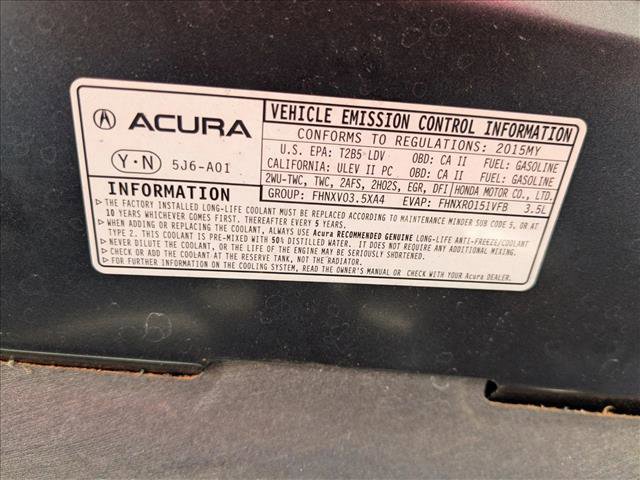 ACURA
Y·N 5J6-A01
VEHICLE EMISSION CONTROL INFORMATION
CONFORMS TO REGULATIONS: 2015MY
U.S. EPA: T2B5 LDV OBD: CA II FUEL: GASOLINE
CALIFORNIA: ULEV II PC OBD: CA II FUEL: GASOLINE
2WU-TWC, TWC, 2AFS, 2HO2S, EGR, DFI HONDA MOTOR CO., LTD.
GROUP: FHNXV03.5XA4 EVAP: FHNXR0151VFB 3.5L
INFORMATION
▶THE FACTORY INSTALLED LONG-LIFE COOLANT MUST BE REPLACED ACCORDING TO MAINTENANCE MINDER SUB CODE 5, OR AT
10 YEARS WHICHEVER COMES FIRST. THEREAFTER EVERY 5 YEARS.
▶WHEN ADDING OR REPLACING THE COOLANT, ALWAYS USE Acura RECOMMENDED GENUINE LONG-LIFE ANTI-FREEZE/COOLANT
TYPE 2. THIS COOLANT IS PRE-MIXED WITH 50% DISTILLED WATER. IT DOES NOT REQUIRE ANY ADDITIONAL MIXING.
▶NEVER DILUTE THE COOLANT, OR THE ENGINE LIFE MAY BE SERIOUSLY SHORTENED.
▶CHECK OR ADD THE COOLANT AT THE RESERVE TANK, NOT THE RADIATOR.
▶FOR FURTHER INFORMATION ON THE COOLING SYSTEM, READ THE OWNER'S MANUAL OR CHECK WITH YOUR Acura DEALER.